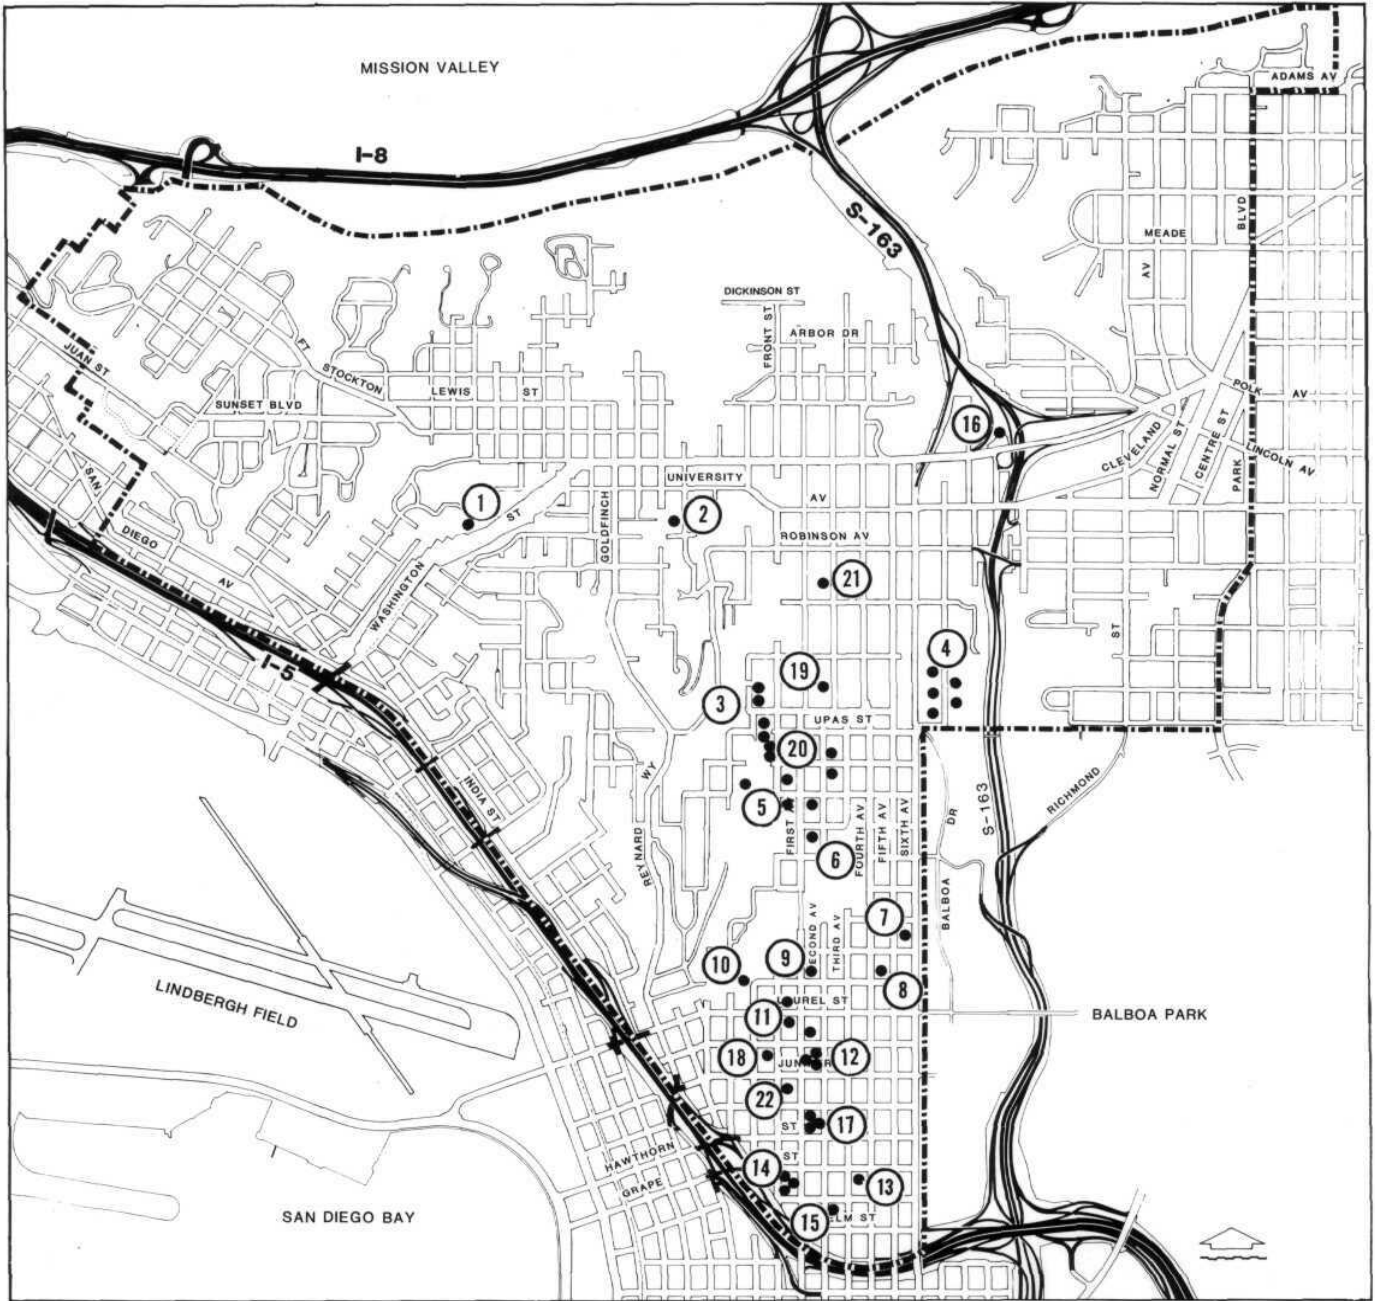 MISSION VALLEY
ADAMS AV
I-8
BLVD
S-163
MEADE
AV
DICKINSON ST
FRONT ST
ARBOR DR
JUAN ST
FT
STOCKTON
LEWIS ST
SUNSET BLVD
POLK AV
16
CLEVELAND
NORMAL ST
CENTRE ST
PARK
LINCOLN AV
SAN
DIEGO
AV
1
ST
GOLDFINCH
UNIVERSITY
AV
2
ROBINSON AV
WASHINGTON
21
ST
I-5
4
19
3
UPAS ST
20
WY
INDIA ST
5
FIRST AV
REYNARD
6
FOURTH AV
FIFTH AV
SIXTH AV
DR
S-163
RICHMOND
BALBOA
7
ECOND AV
THIRD AV
9
10
8
LAUREL ST
LINDBERGH FIELD
11
BALBOA PARK
18
12
22
ST
17
HAWTHORN
ST
14
GRAPE
13
SAN DIEGO BAY
15
ELM ST